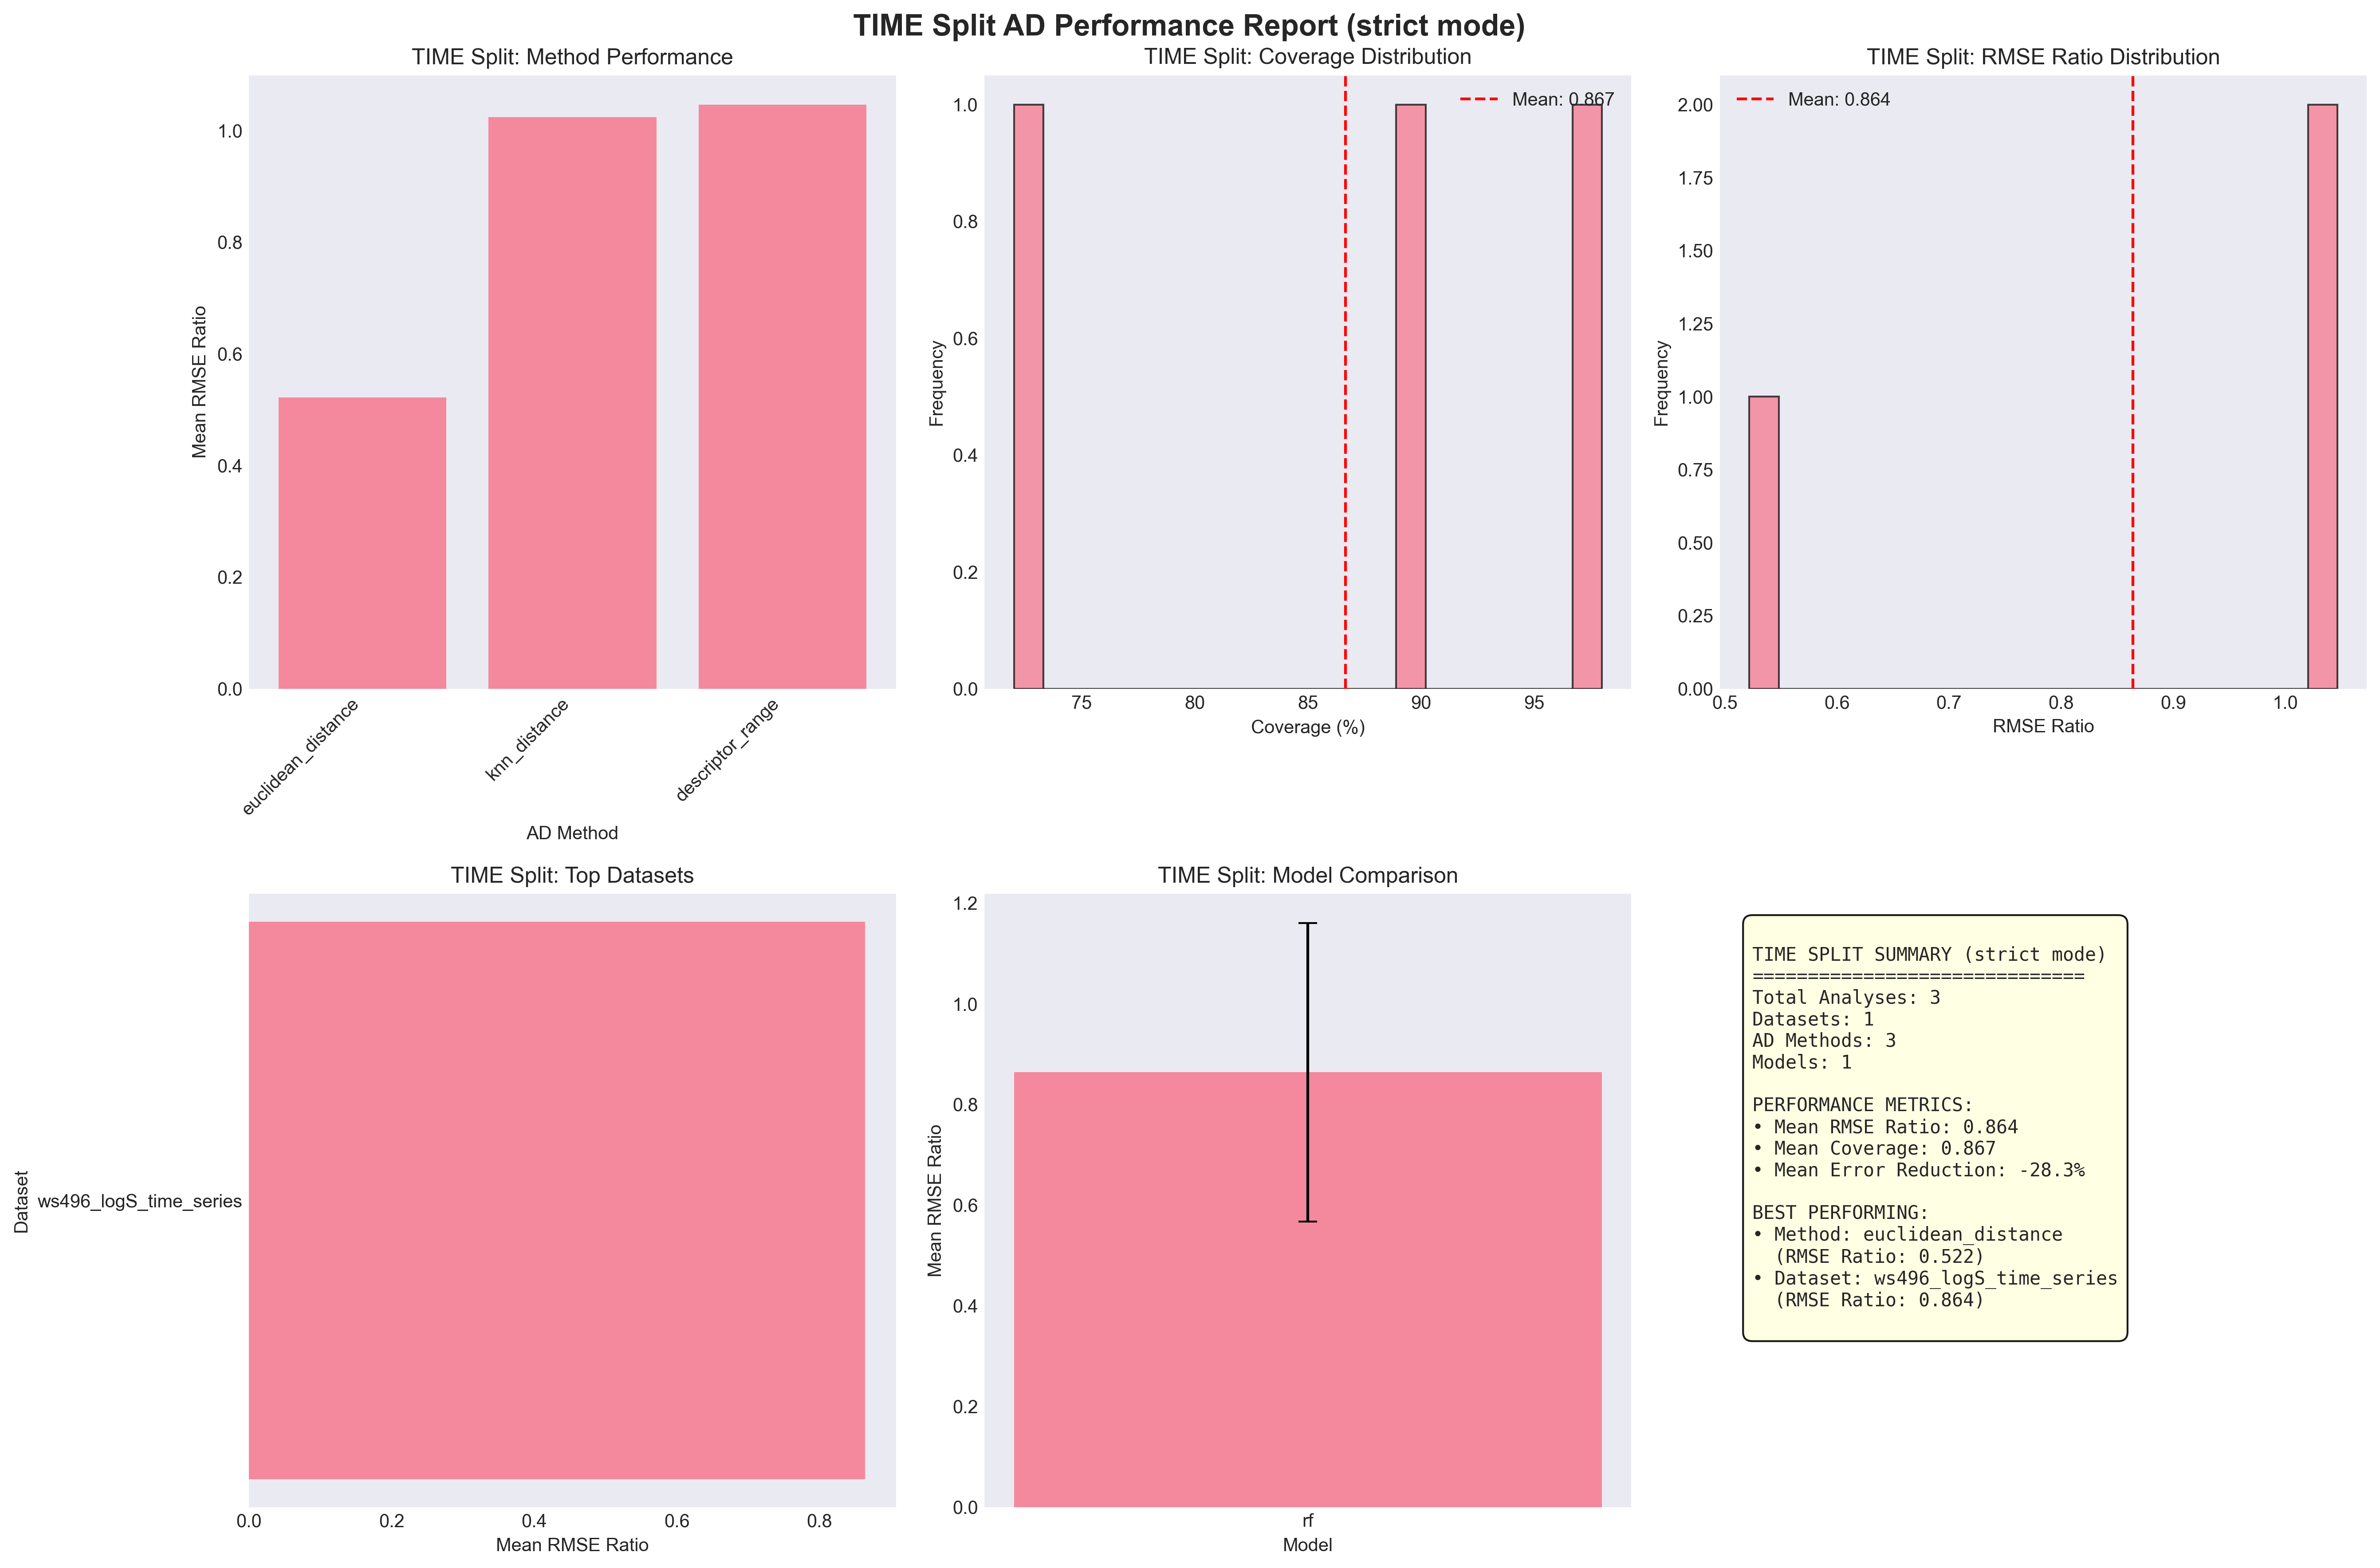 TIME Split AD Performance Report (strict mode)
TIME Split: Method Performance
Mean RMSE Ratio
1.0
0.8
0.6
0.4
0.2
0.0
euclidean_distance
knn_distance
descriptor_range
AD Method
TIME Split: Coverage Distribution
Mean: 0.867
Frequency
1.0
0.8
0.6
0.4
0.2
0.0
75 80 85 90 95
Coverage (%)
TIME Split: RMSE Ratio Distribution
Mean: 0.864
Frequency
2.00
1.75
1.50
1.25
1.00
0.75
0.50
0.25
0.00
0.5 0.6 0.7 0.8 0.9 1.0
RMSE Ratio
TIME Split: Top Datasets
Dataset
ws496_logS_time_series
0.0 0.2 0.4 0.6 0.8
Mean RMSE Ratio
TIME Split: Model Comparison
Mean RMSE Ratio
1.2
1.0
0.8
0.6
0.4
0.2
0.0
rf
Model
TIME SPLIT SUMMARY (strict mode)
==============================
Total Analyses: 3
Datasets: 1
AD Methods: 3
Models: 1
PERFORMANCE METRICS:
• Mean RMSE Ratio: 0.864
• Mean Coverage: 0.867
• Mean Error Reduction: -28.3%
BEST PERFORMING:
• Method: euclidean_distance
(RMSE Ratio: 0.522)
• Dataset: ws496_logS_time_series
(RMSE Ratio: 0.864)